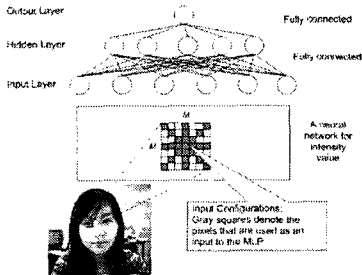 Output Layer
Fully connected
Hidden Layer
Fully connected
Input Layer
M
M
A neural
network for
intensity
value
Input Configurations:
Gray squares denote the
pixels that are used as an
input to the MLP